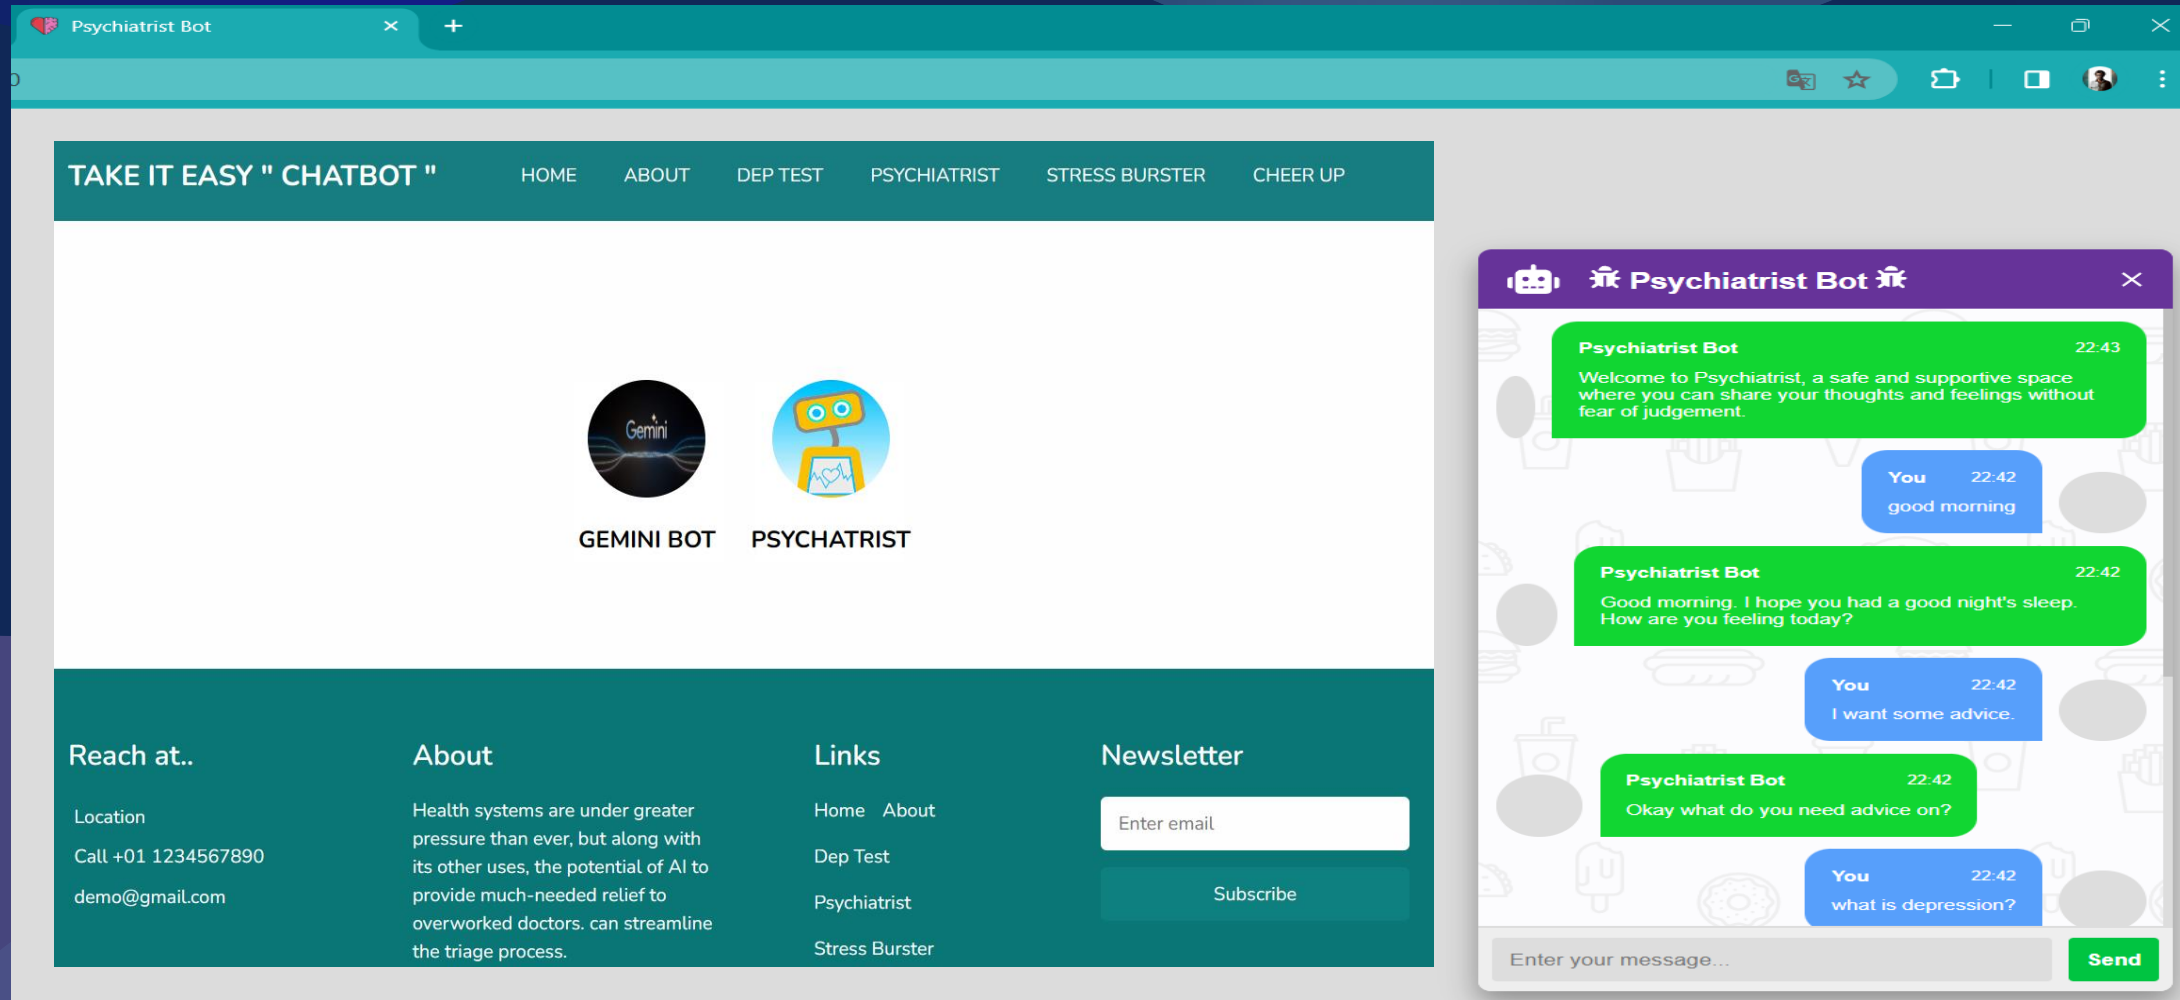 Psychiatrist Bot
TAKE IT EASY " CHATBOT "
HOME
ABOUT
DEP TEST
PSYCHIATRIST
STRESS BURSTER
CHEER UP
Gemini
GEMINI BOT
PSYCHATRIST
Reach at..
Location
Call +01 1234567890
demo@gmail.com
About
Health systems are under greater
pressure than ever, but along with
its other uses, the potential of AI to
provide much-needed relief to
overworked doctors. can streamline
the triage process.
Links
Home About
Dep Test
Psychiatrist
Stress Burster
Newsletter
Enter email
Subscribe
Psychiatrist Bot
Psychiatrist Bot 22:43
Welcome to Psychiatrist, a safe and supportive space
where you can share your thoughts and feelings without
fear of judgement.
You 22:42
good morning
Psychiatrist Bot 22:42
Good morning. I hope you had a good night's sleep.
How are you feeling today?
You 22:42
I want some advice.
Psychiatrist Bot 22:42
Okay what do you need advice on?
You 22:42
what is depression?
Enter your message...
Send